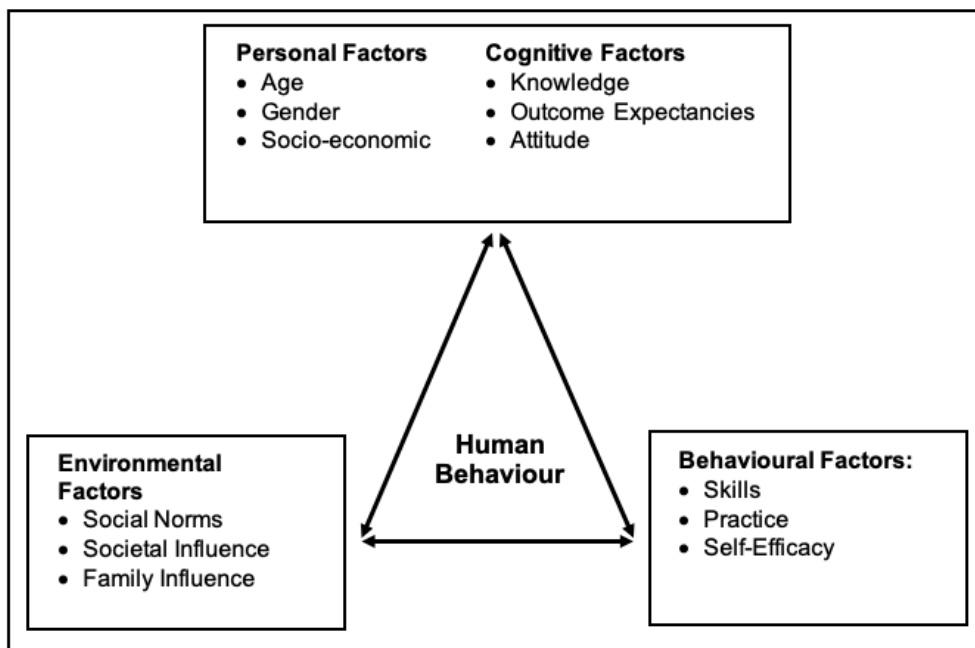 Personal Factors
• Age
• Gender
• Socio-economic
Cognitive Factors
• Knowledge
• Outcome Expectancies
• Attitude
Human
Behaviour
Environmental
Factors
• Social Norms
• Societal Influence
• Family Influence
Behavioural Factors:
• Skills
• Practice
• Self-Efficacy